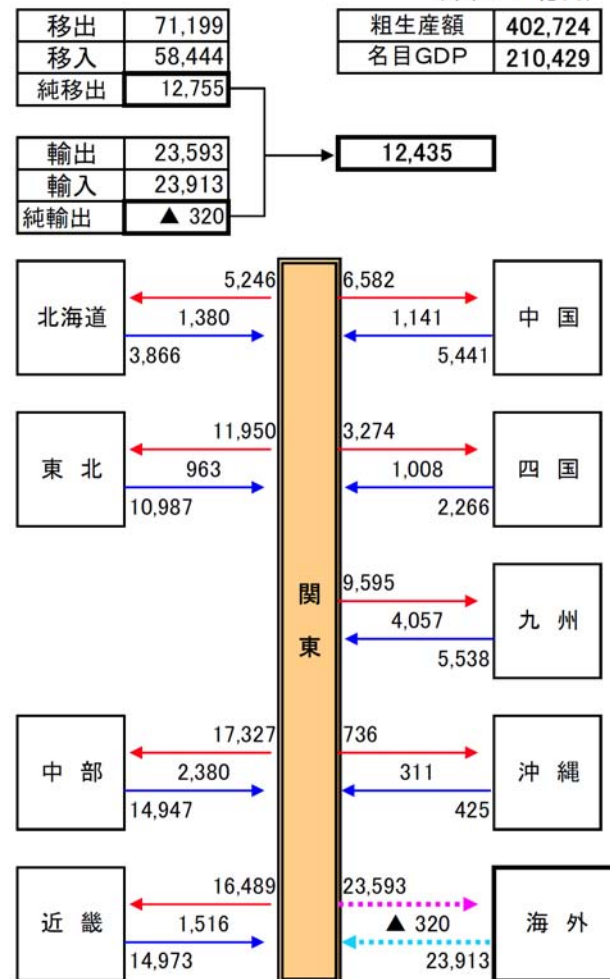 移出 71,199
移入 58,444
純移出 12,755
粗生産額 402,724
名目GDP 210,429
輸出 23,593
輸入 23,913
純輸出 ▲ 320
12,435
北海道 5,246 1,380 3,866
6,582 1,141 5,441 中国
東北 11,950 963 10,987
3,274 1,008 2,266 四国
関東
9,595 4,057 5,538 九州
中部 17,327 2,380 14,947
736 311 425 沖縄
近畿 16,489 1,516 14,973
23,593 ▲ 320 23,913 海外